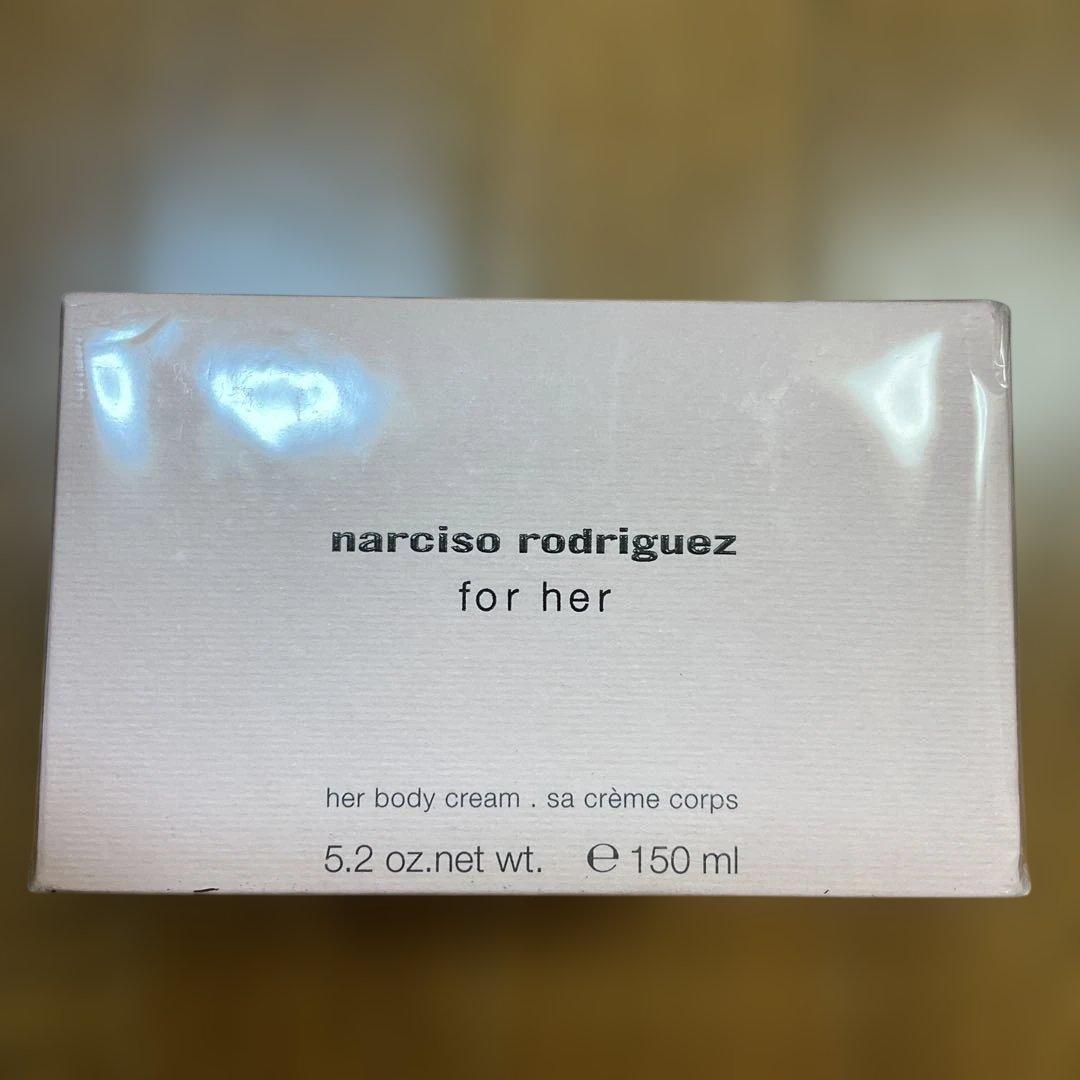 narciso rodriguez
for her
her body cream . sa crème corps
5.2 oz.net wt. ℮ 150 ml